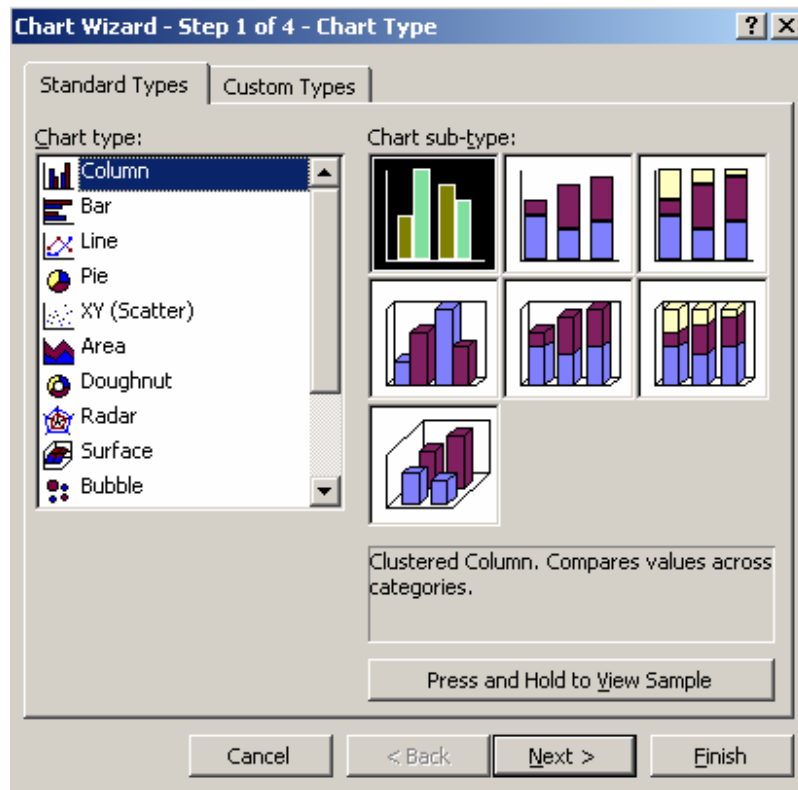 Chart Wizard - Step 1 of 4 - Chart Type
Standard Types
Custom Types
Chart type:
Column
Bar
Line
Pie
XY (Scatter)
Area
Doughnut
Radar
Surface
Bubble
Chart sub-type:
Clustered Column. Compares values across
categories.
Press and Hold to View Sample
Cancel
< Back
Next >
Finish